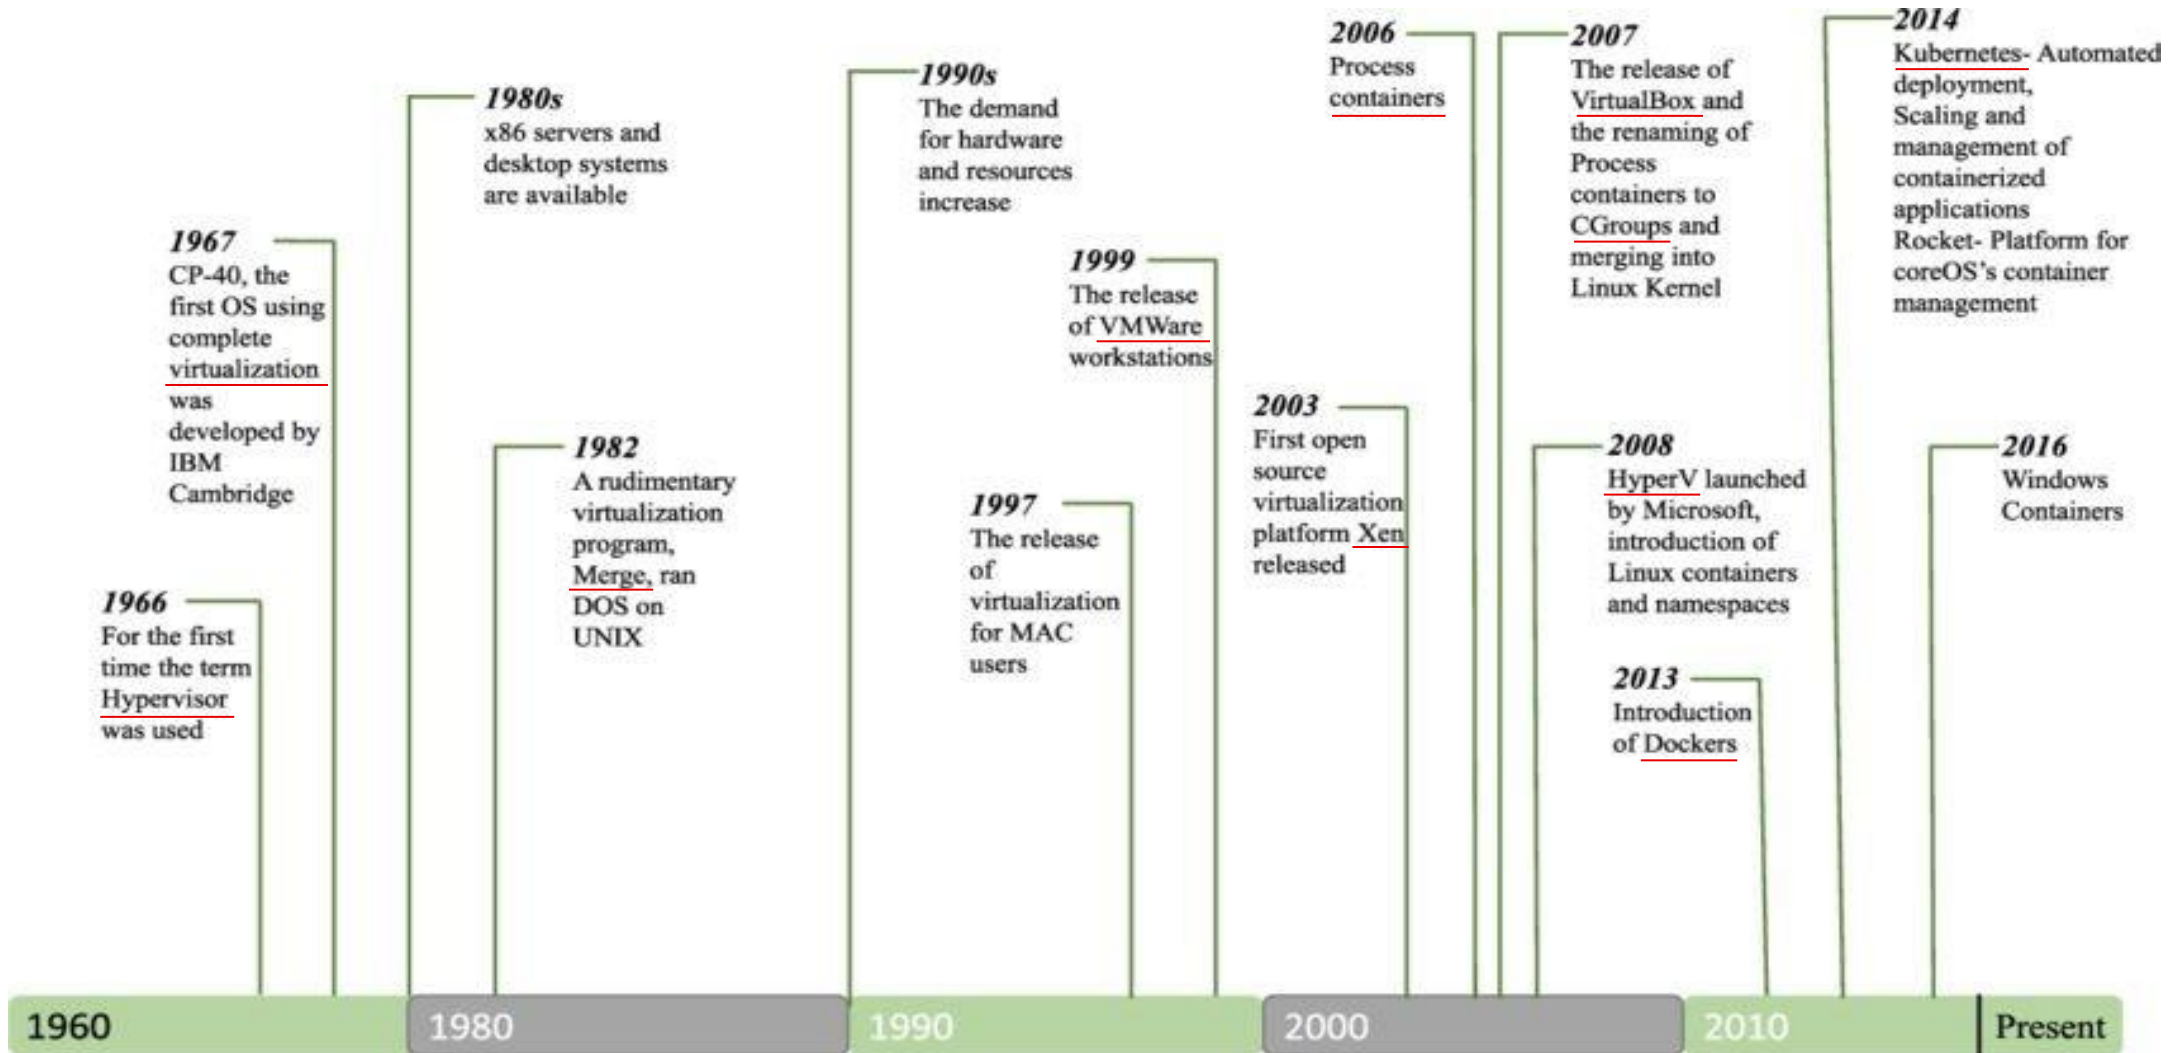 1966
For the first
time the term
Hypervisor
was used
1967
CP-40, the
first OS using
complete
virtualization
was
developed by
IBM
Cambridge
1980s
x86 servers and
desktop systems
are available
1982
A rudimentary
virtualization
program,
Merge, ran
DOS on
UNIX
1990s
The demand
for hardware
and resources
increase
1997
The release
of
virtualization
for MAC
users
1999
The release
of VMWare
workstations
2003
First open
source
virtualization
platform Xen
released
2006
Process
containers
2007
The release of
VirtualBox and
the renaming of
Process
containers to
CGroups and
merging into
Linux Kernel
2008
HyperV launched
by Microsoft,
introduction of
Linux containers
and namespaces
2013
Introduction
of Dockers
2014
Kubernetes- Automated
deployment,
Scaling and
management of
containerized
applications
Rocket- Platform for
coreOS's container
management
2016
Windows
Containers
1960
1980
1990
2000
2010
Present